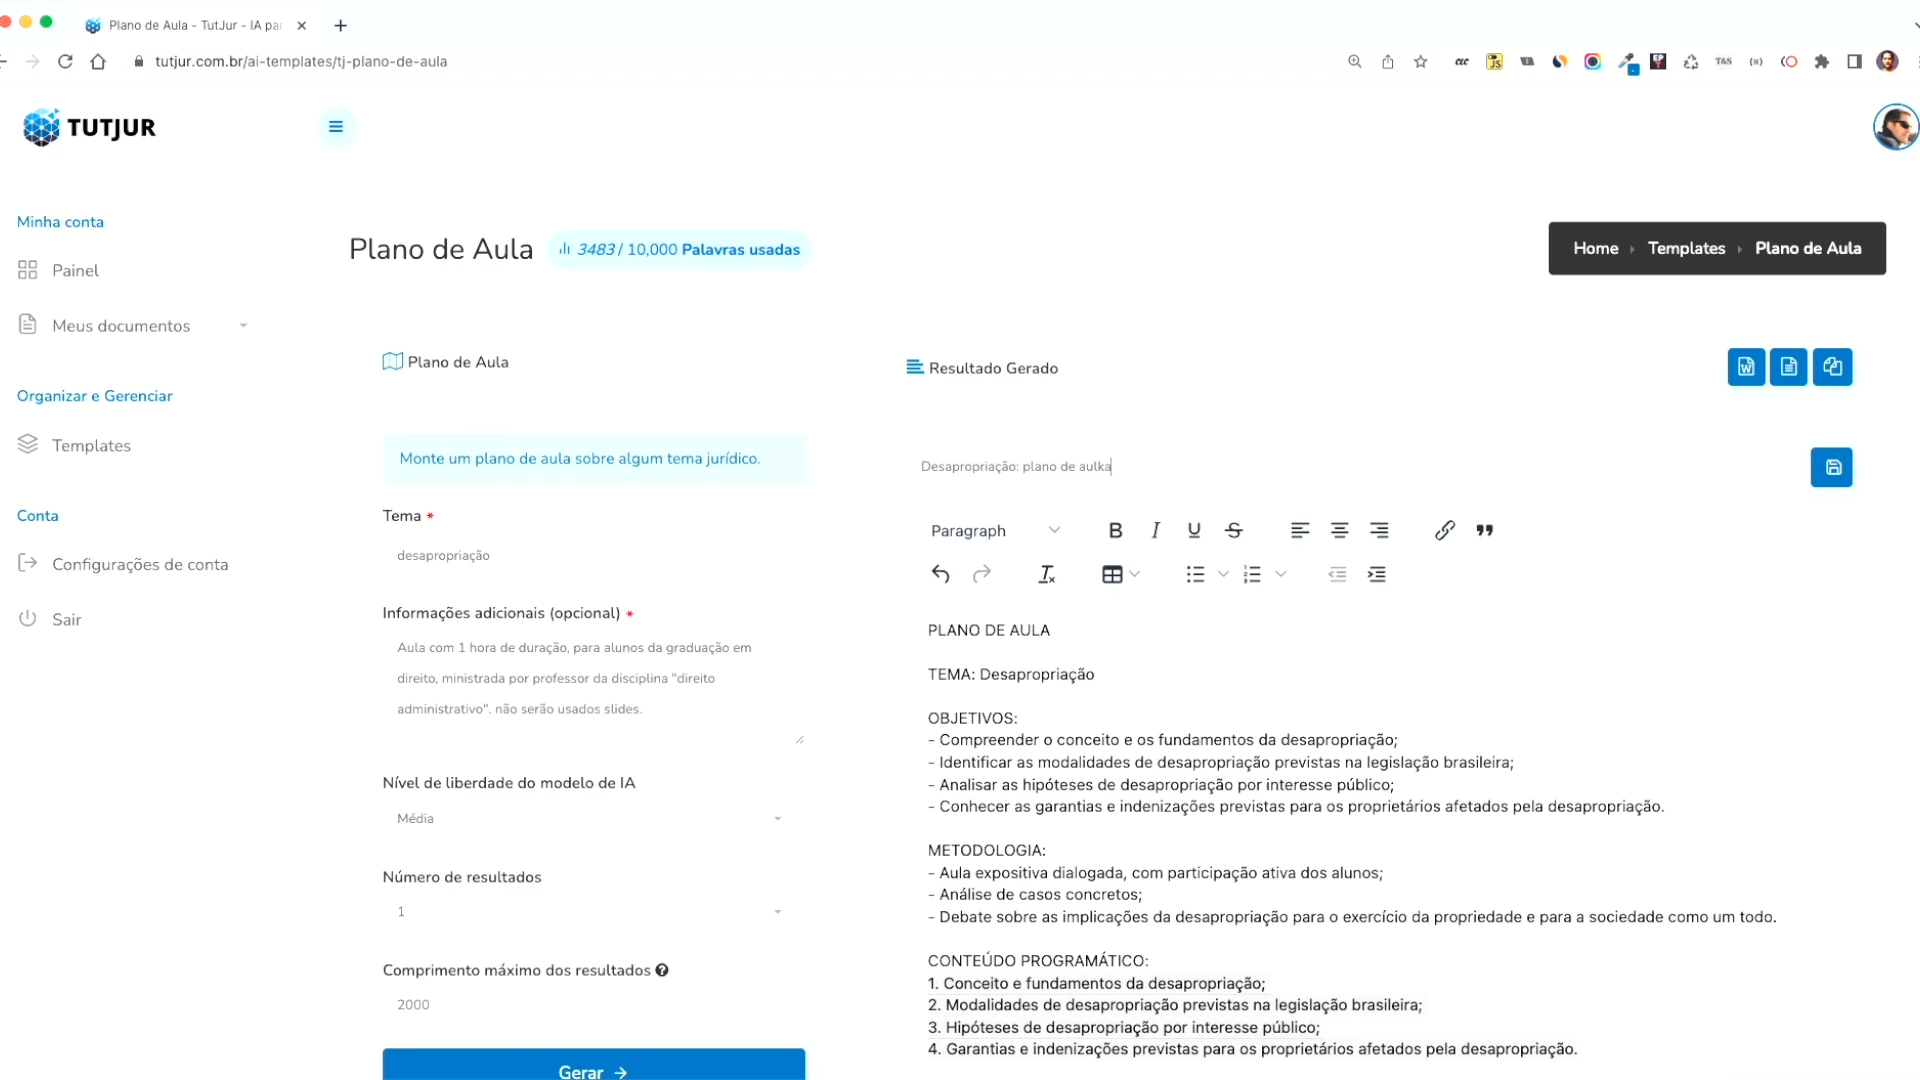 Plano de Aula - TutJur - IA par
tutjur.com.br/ai-templates/tj-plano-de-aula
TUTJUR
Minha conta
Painel
Meus documentos
Organizar e Gerenciar
Templates
Conta
Configurações de conta
Sair
Plano de Aula
3483 / 10,000 Palavras usadas
Home
Templates
Plano de Aula
Plano de Aula
Monte um plano de aula sobre algum tema jurídico.
Tema *
desapropriação
Informações adicionais (opcional) *
Aula com 1 hora de duração, para alunos da graduação em
direito, ministrada por professor da disciplina "direito
administrativo". não serão usados slides.
Nível de liberdade do modelo de IA
Média
Número de resultados
1
Comprimento máximo dos resultados
2000
Gerar →
Resultado Gerado
Desapropriação: plano de aulka
Paragraph
PLANO DE AULA
TEMA: Desapropriação
OBJETIVOS:
- Compreender o conceito e os fundamentos da desapropriação;
- Identificar as modalidades de desapropriação previstas na legislação brasileira;
- Analisar as hipóteses de desapropriação por interesse público;
- Conhecer as garantias e indenizações previstas para os proprietários afetados pela desapropriação.
METODOLOGIA:
- Aula expositiva dialogada, com participação ativa dos alunos;
- Análise de casos concretos;
- Debate sobre as implicações da desapropriação para o exercício da propriedade e para a sociedade como um todo.
CONTEÚDO PROGRAMÁTICO:
1. Conceito e fundamentos da desapropriação;
2. Modalidades de desapropriação previstas na legislação brasileira;
3. Hipóteses de desapropriação por interesse público;
4. Garantias e indenizações previstas para os proprietários afetados pela desapropriação.